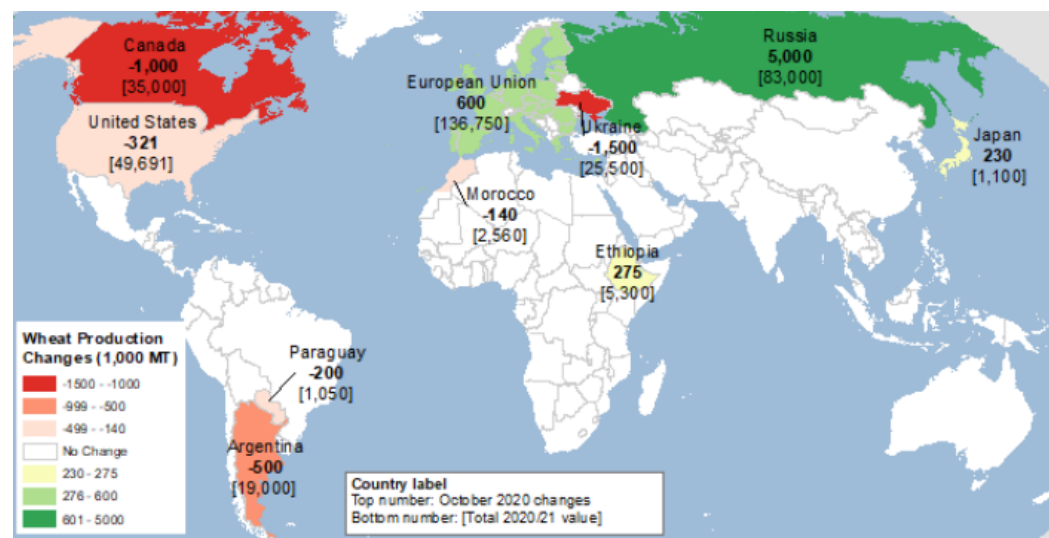 Canada
-1,000
[35,000]
United States
-321
[49,691]
European Union
600
[136,750]
Russia
5,000
[83,000]
Ukraine
-1,500
[25,500]
Japan
230
[1,100]
Morocco
-140
[2,560]
Ethiopia
275
[5,300]
Paraguay
-200
[1,050]
Argentina
-500
[19,000]
Wheat Production
Changes (1,000 MT)
-1500 - -1000
-999 - -500
-499 - -140
No Change
230 - 275
276 - 600
601 - 5000
Country label
Top number: October 2020 changes
Bottom number: [Total 2020/21 value]